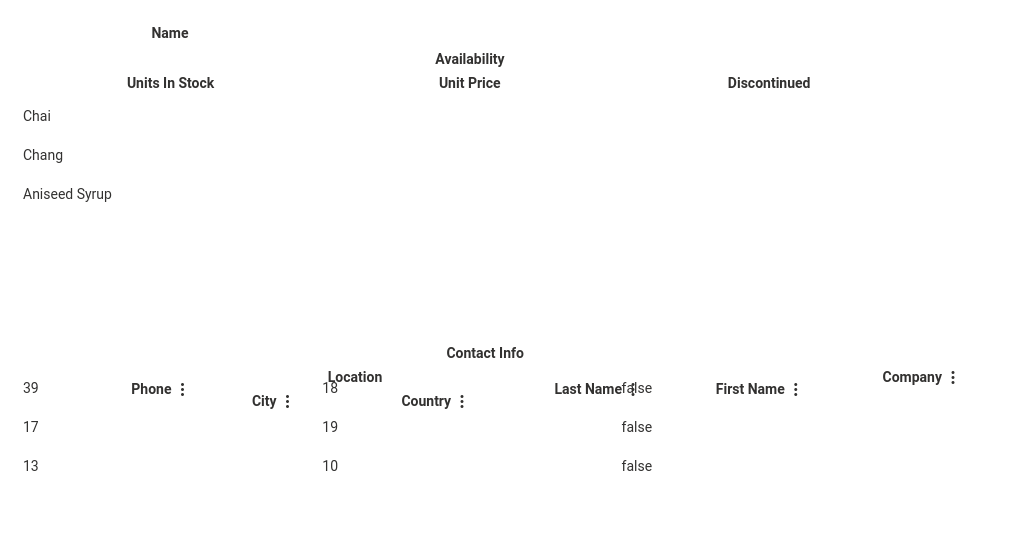 Name
Availability
Units In Stock Unit Price Discontinued
Chai
Chang
Aniseed Syrup
Contact Info
Location Company
39 Phone 18 Last Name false First Name
City Country
17 19 false
13 10 false